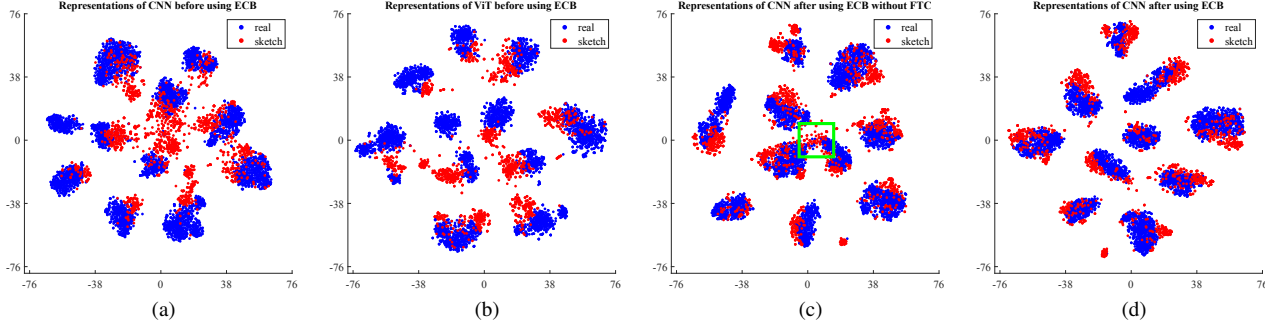 Representations of CNN before using ECB
real
sketch
76
38
0
-38
-76
-76 -38 0 38 76
(a)
Representations of ViT before using ECB
real
sketch
76
38
0
-38
-76
-76 -38 0 38 76
(b)
Representations of CNN after using ECB without FTC
real
sketch
76
38
0
-38
-76
-76 -38 0 38 76
(c)
Representations of CNN after using ECB
real
sketch
76
38
0
-38
-76
-76 -38 0 38 76
(d)